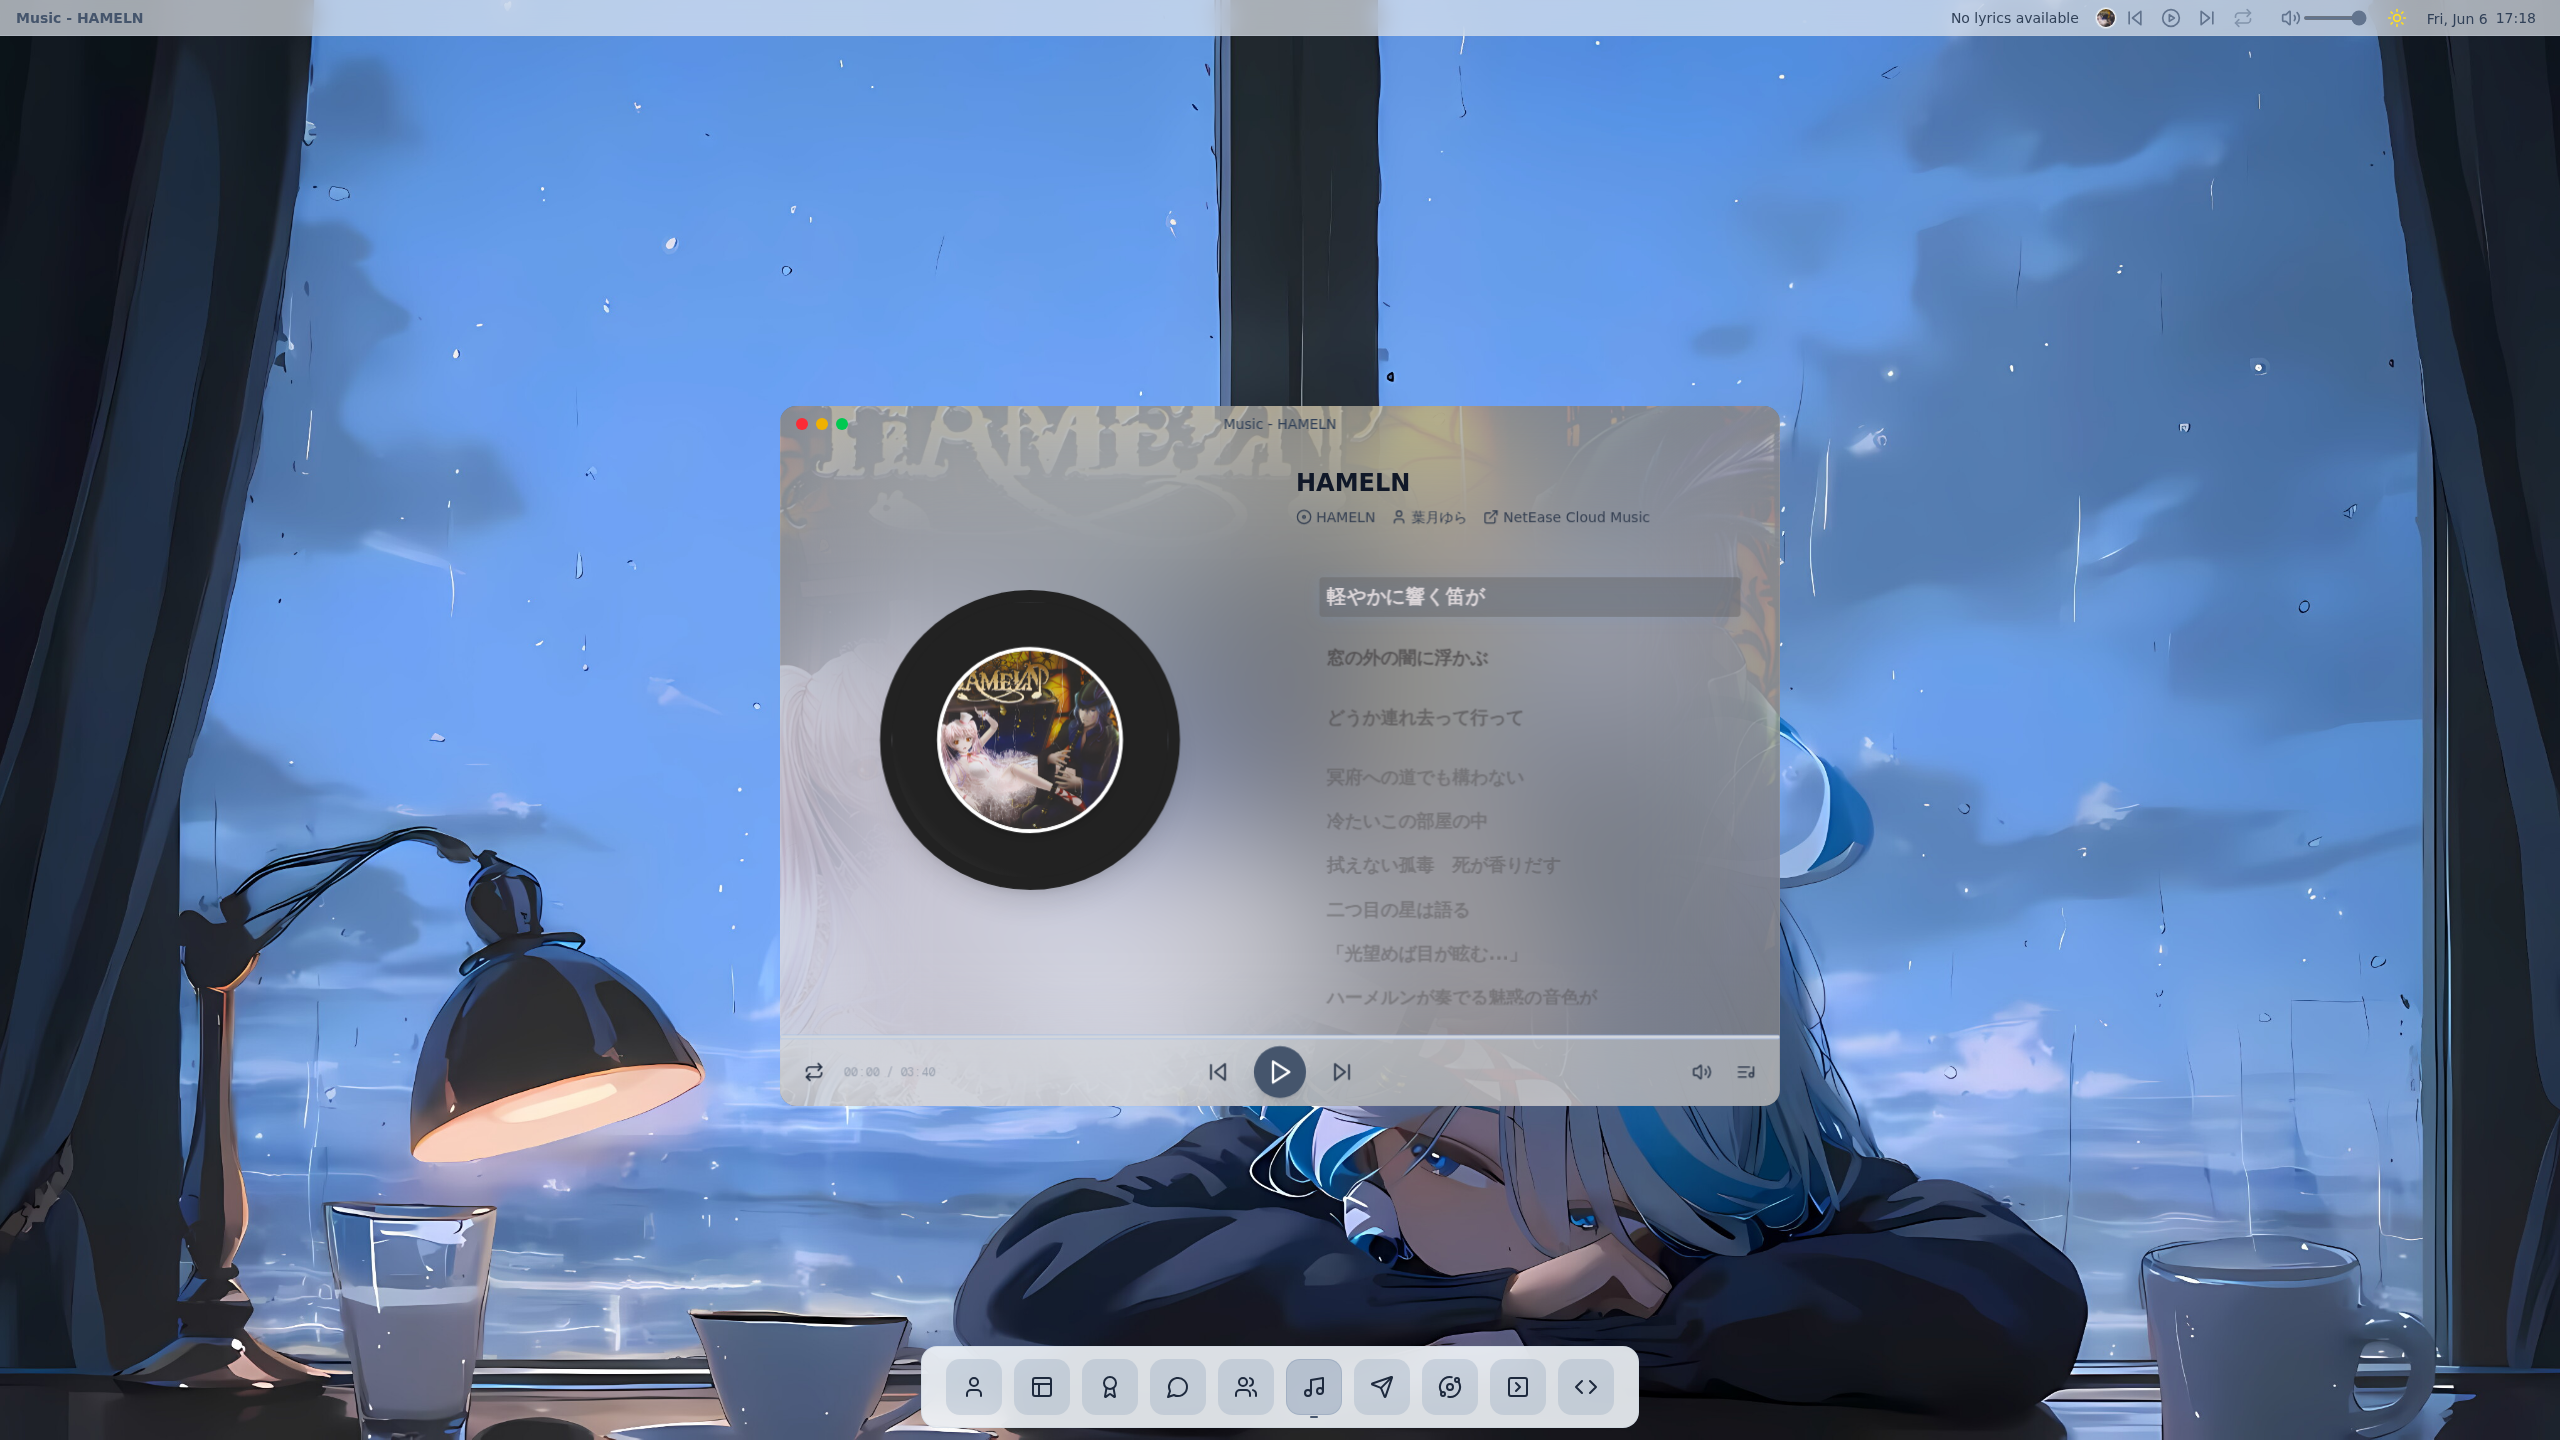 Music - HAMELN
No lyrics available
Fri, Jun 6 17:18
HAMELN
Music - HAMELN
HAMELN
HAMELN 葉月ゆら NetEase Cloud Music
軽やかに響く笛が
窓の外の闇に浮かぶ
どうか連れ去って行って
冥府への道でも構わない
HAMELN
冷たいこの部屋の中
拭えない孤毒　死が香りだす
二つ目の星は語る
「光望めば目が眩む...」
ハーメルンが奏でる魅惑の音色が
00:00 / 03:40